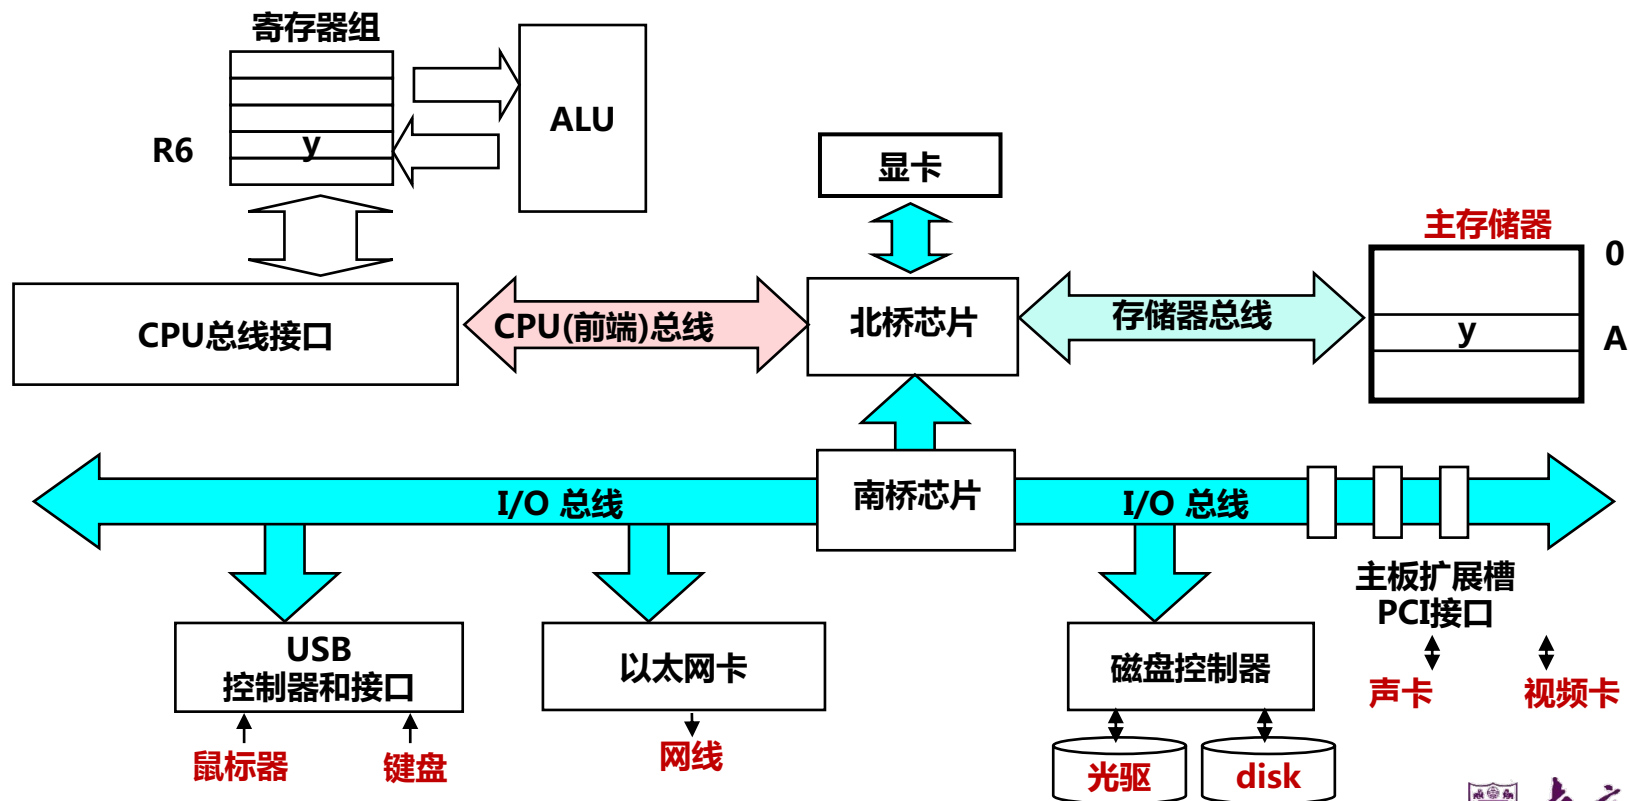 寄存器组
ALU
R6
y
显卡
主存储器
0
CPU总线接口
CPU(前端)总线
北桥芯片
存储器总线
y
A
I/O 总线
南桥芯片
I/O 总线
主板扩展槽
PCI接口
USB
控制器和接口
以太网卡
磁盘控制器
声卡
视频卡
鼠标器
键盘
网线
光驱
disk